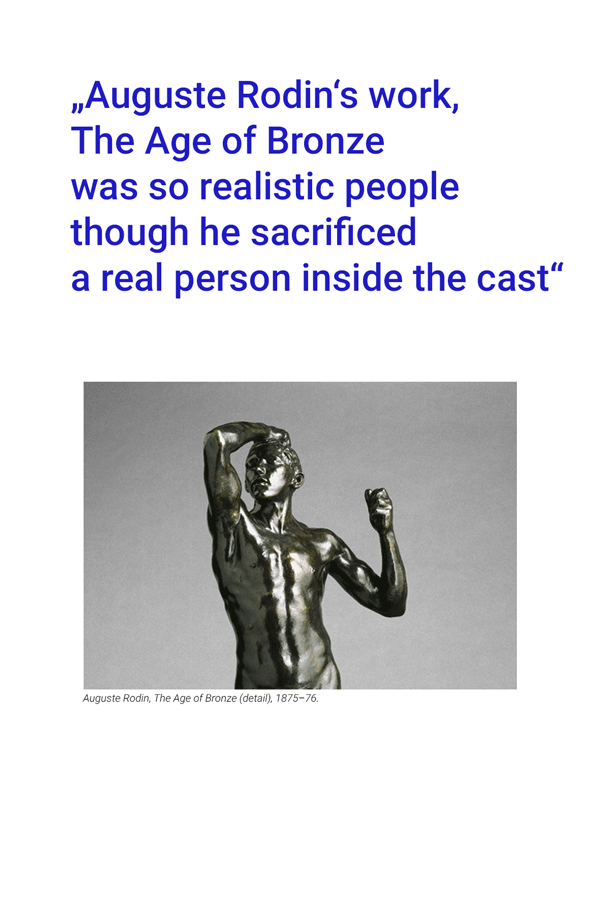 „Auguste Rodin‘s work,
The Age of Bronze
was so realistic people
though he sacrificed
a real person inside the cast“
Auguste Rodin, The Age of Bronze (detail), 1875–76.